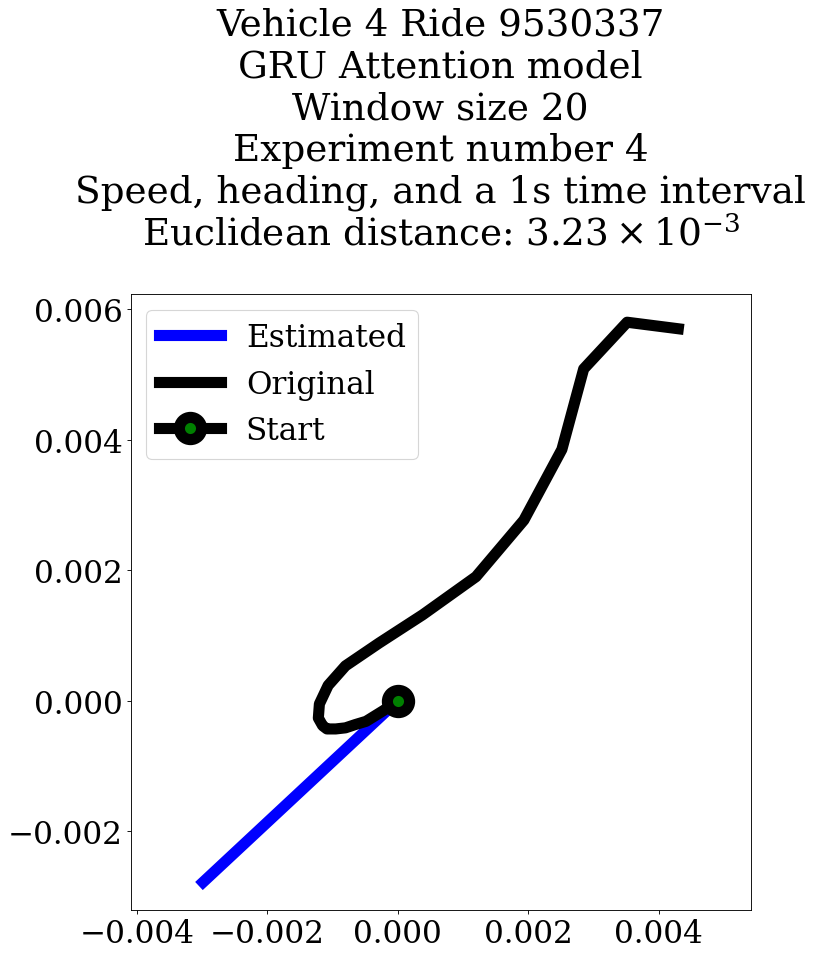 Vehicle 4 Ride 9530337
GRU Attention model
Window size 20
Experiment number 4
Speed, heading, and a 1s time interval
Euclidean distance: 3.23 × 10⁻³
0.006
0.004
0.002
0.000
−0.002
Estimated
Original
Start
−0.004 −0.002 0.000 0.002 0.004